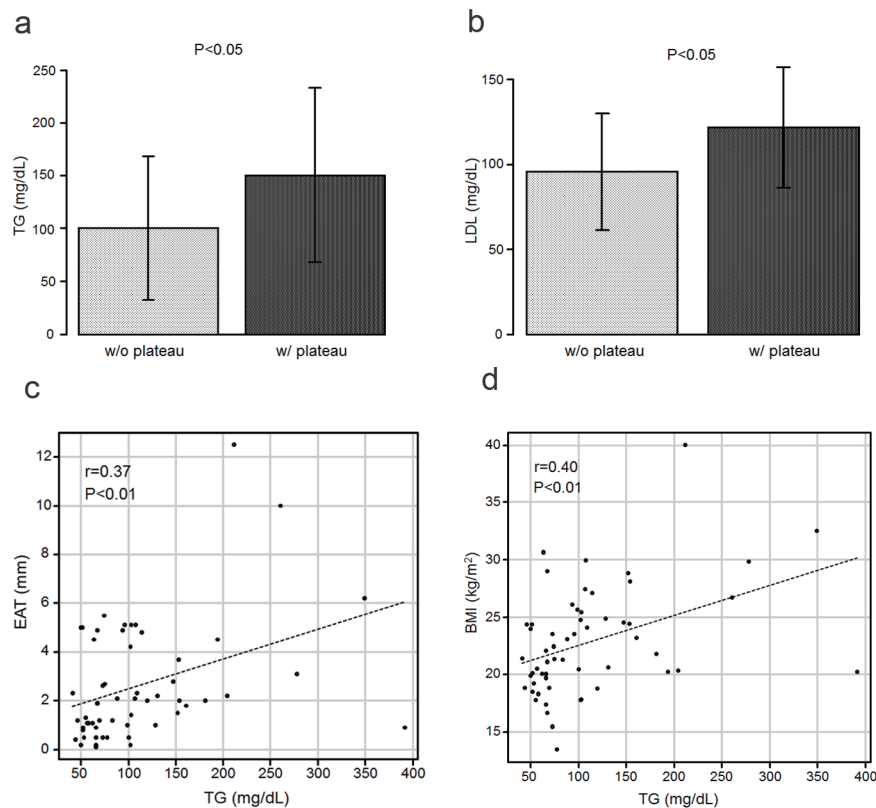 a
P<0.05
TG (mg/dL)
250
200
150
100
50
0
w/o plateau
w/ plateau
b
P<0.05
LDL (mg/dL)
150
100
50
0
w/o plateau
w/ plateau
c
r=0.37
P<0.01
EAT (mm)
12
10
8
6
4
2
0
50 100 150 200 250 300 350 400
TG (mg/dL)
d
r=0.40
P<0.01
BMI (kg/m²)
40
35
30
25
20
15
50 100 150 200 250 300 350 400
TG (mg/dL)